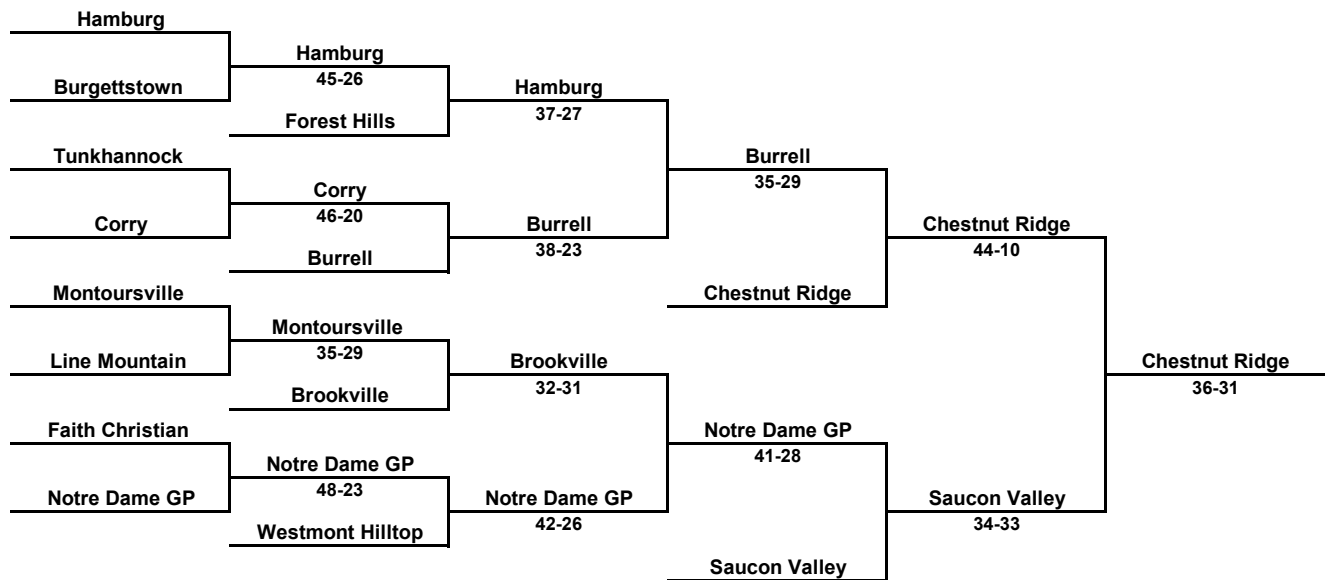 Hamburg
Hamburg
45-26
Burgettstown
Hamburg
37-27
Forest Hills
Tunkhannock
Burrell
35-29
Corry
46-20
Corry
Burrell
38-23
Chestnut Ridge
44-10
Burrell
Montoursville
Chestnut Ridge
Montoursville
35-29
Line Mountain
Brookville
32-31
Chestnut Ridge
36-31
Brookville
Faith Christian
Notre Dame GP
41-28
Notre Dame GP
48-23
Notre Dame GP
Notre Dame GP
42-26
Saucon Valley
34-33
Westmont Hilltop
Saucon Valley